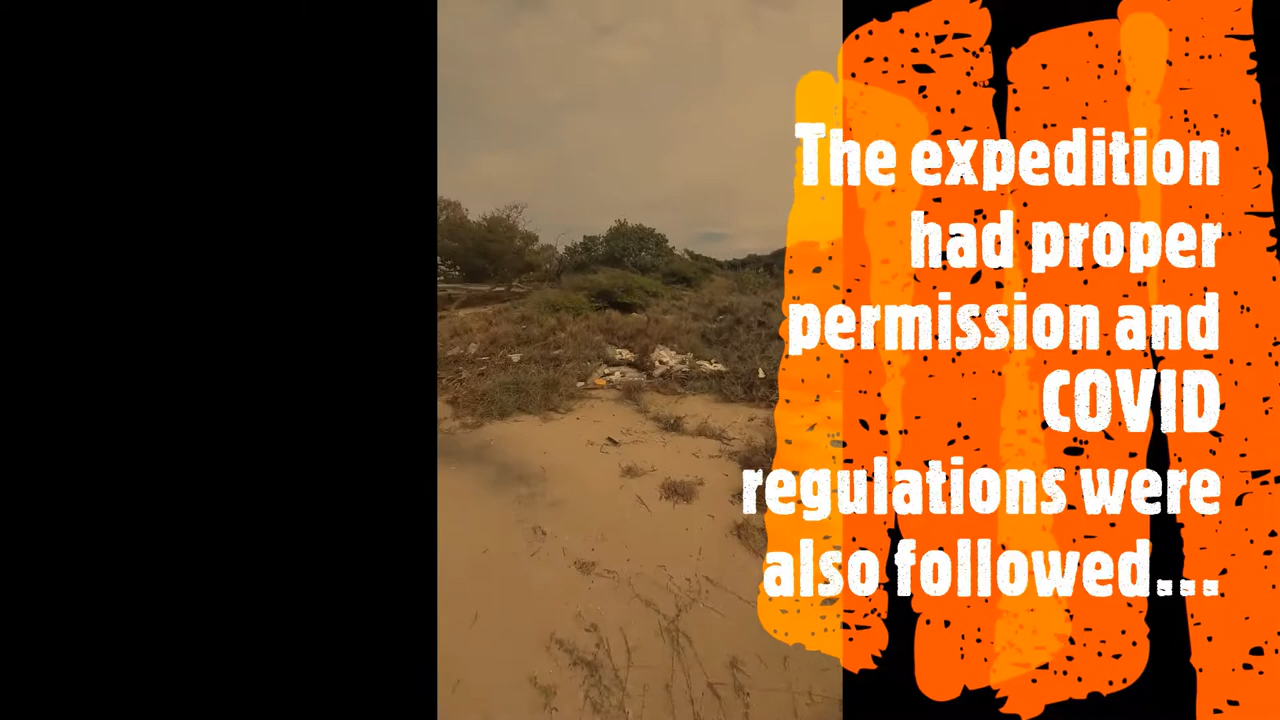 The expedition
had proper
permission and
COVID
regulations were
also followed...